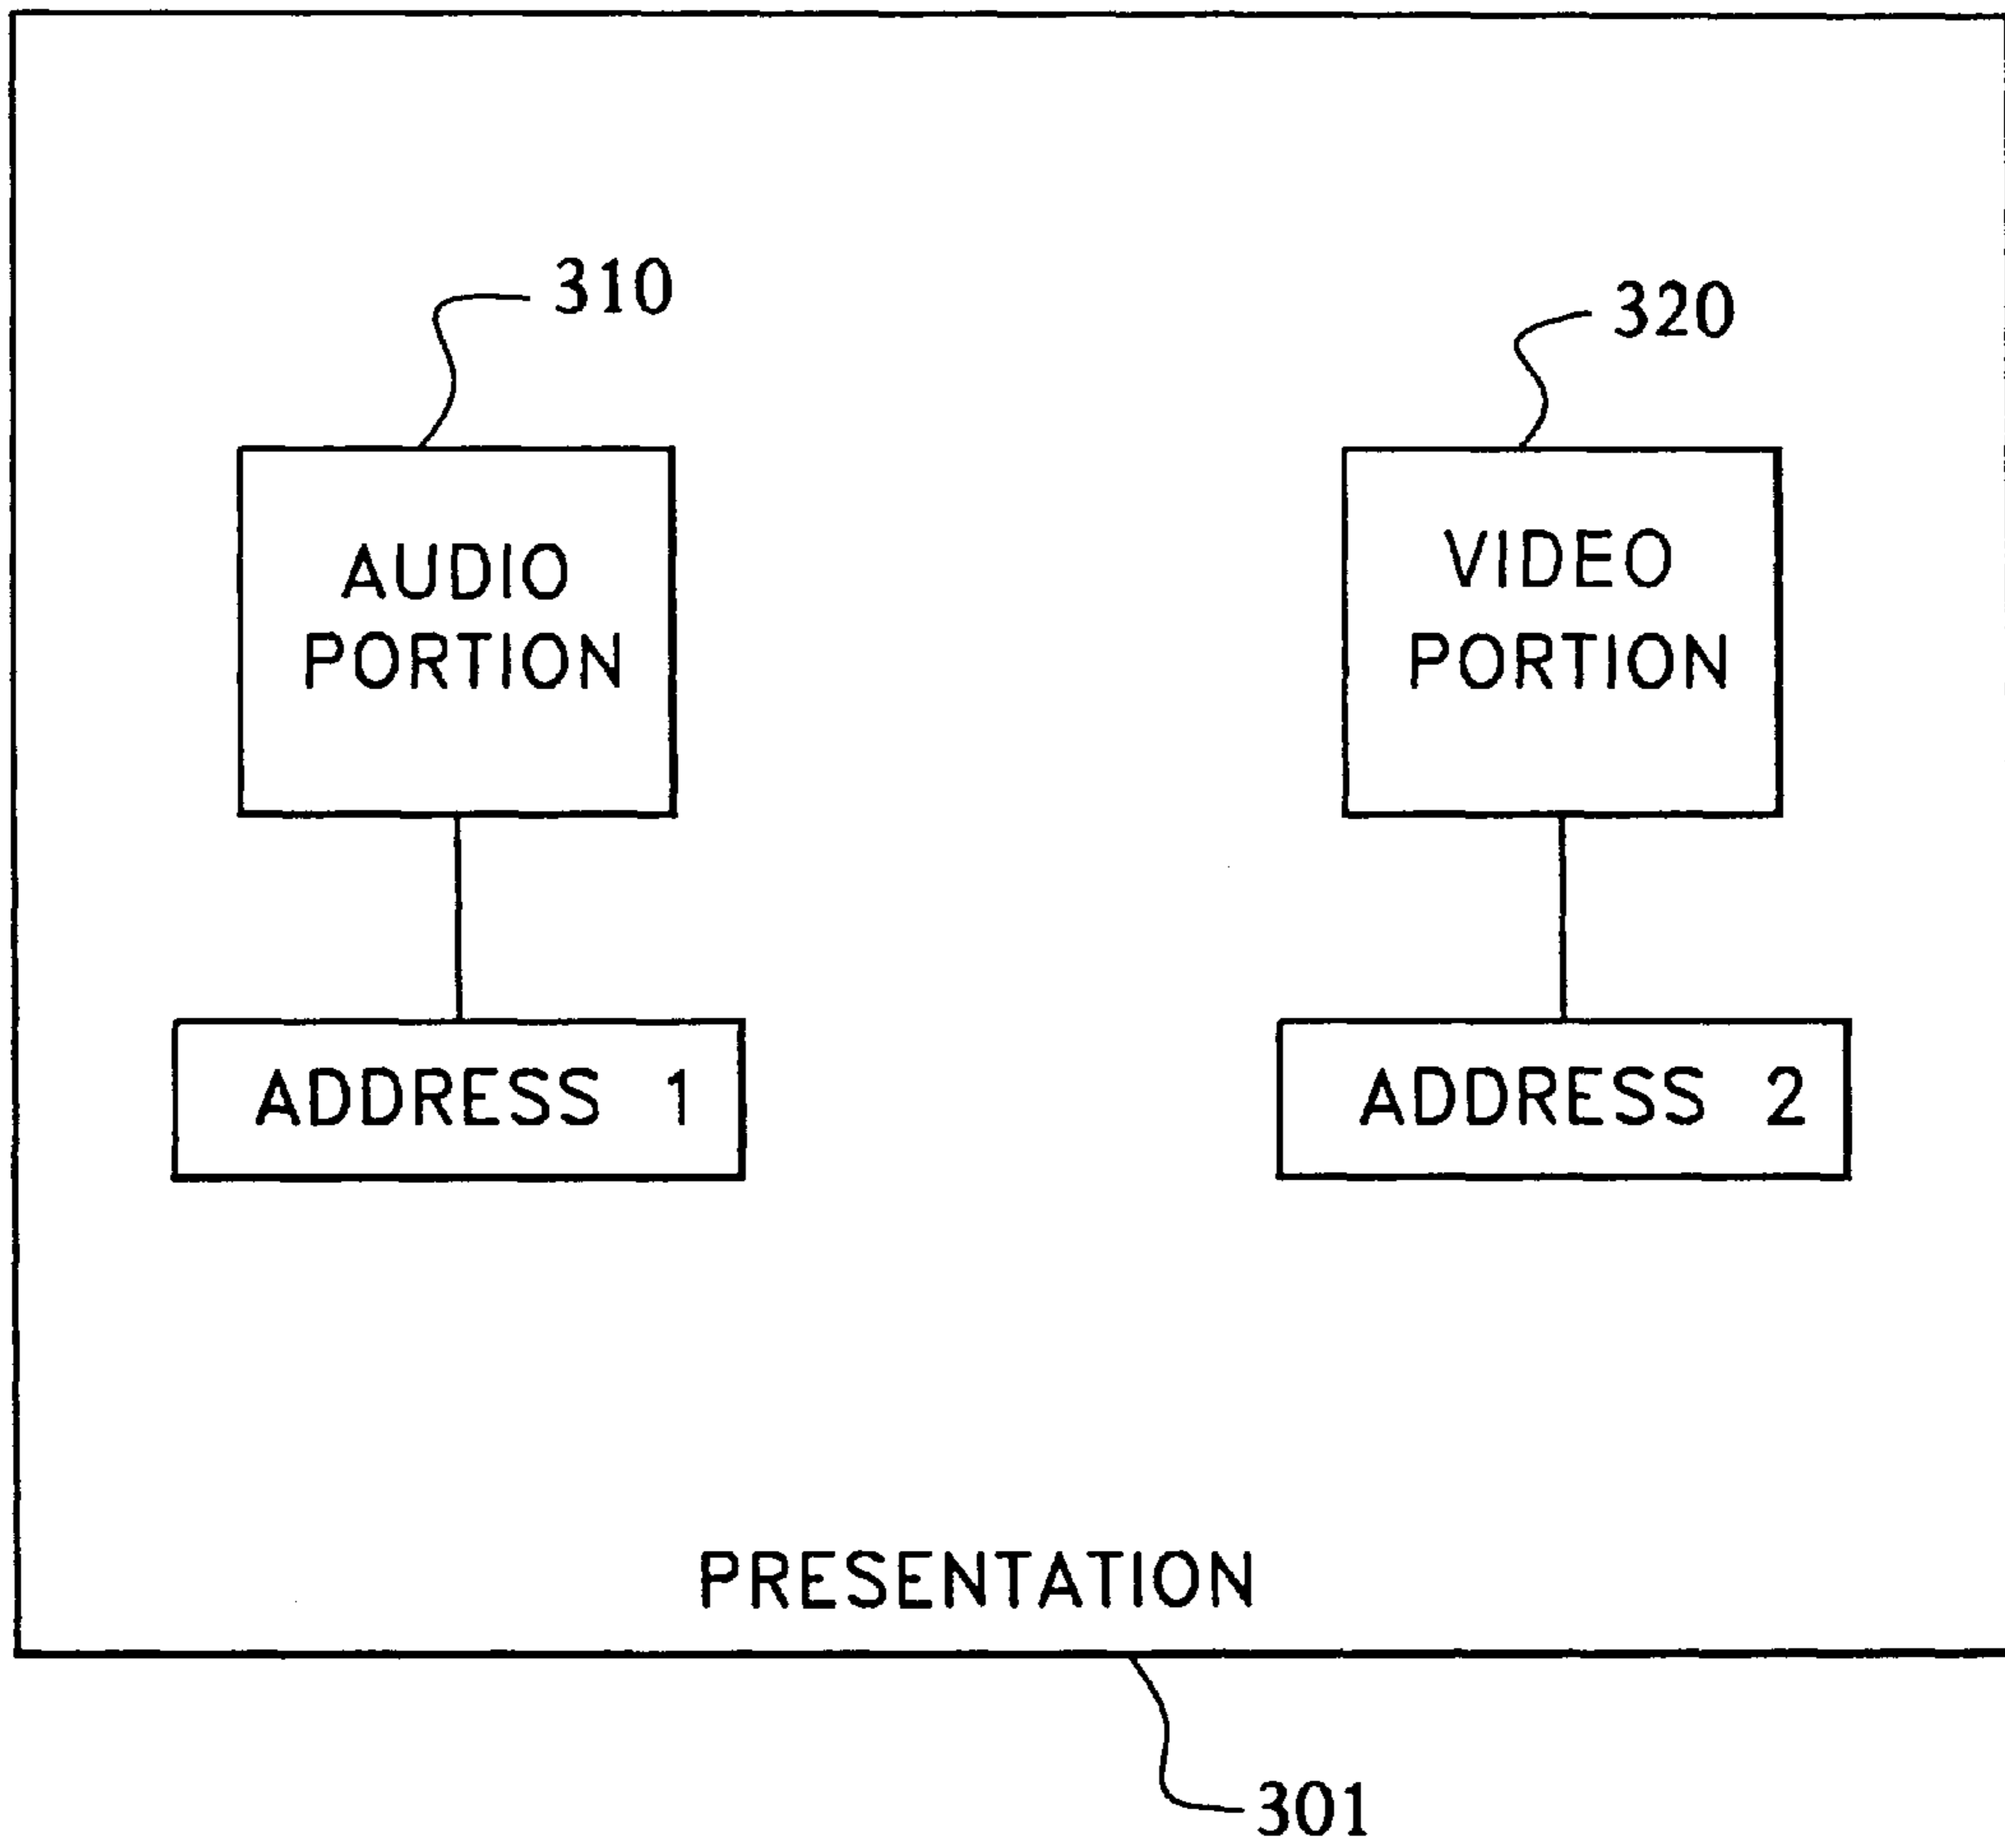 310
320
AUDIO
PORTION
VIDEO
PORTION
ADDRESS 1
ADDRESS 2
PRESENTATION
301